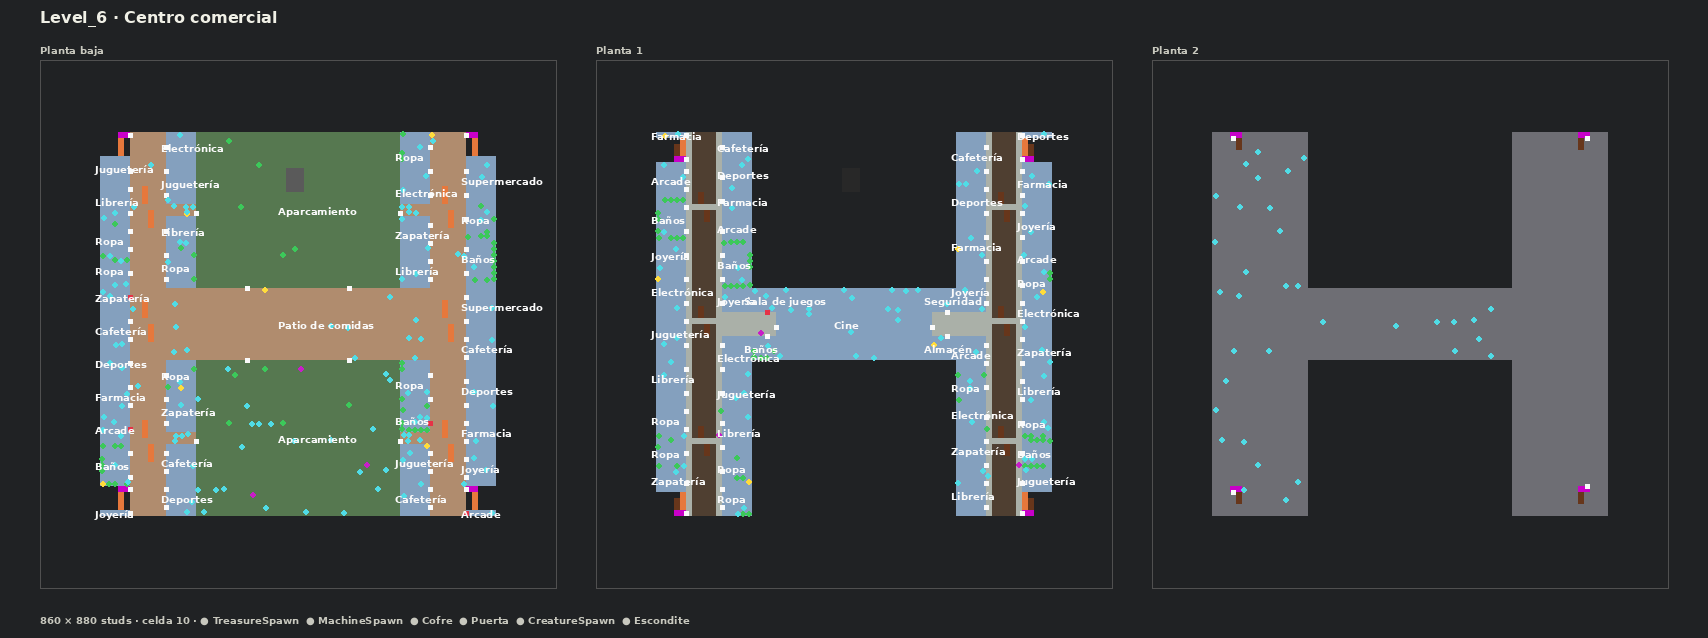 Level_6 · Centro comercial
Planta baja
Electrónica
Ropa
Juguetería
Supermercado
Juguetería
Electrónica
Librería
Aparcamiento
Ropa
Librería
Zapatería
Ropa
Baños
Ropa
Ropa
Librería
Zapatería
Supermercado
Patio de comidas
Cafetería
Cafetería
Deportes
Ropa
Ropa
Deportes
Farmacia
Zapatería
Baños
Arcade
Aparcamiento
Farmacia
Baños
Cafetería
Juguetería
Joyería
Deportes
Cafetería
Joyería
Arcade
Planta 1
Farmacia
Deportes
Cafetería
Cafetería
Arcade
Deportes
Farmacia
Farmacia
Deportes
Baños
Arcade
Joyería
Joyería
Baños
Farmacia
Arcade
Electrónica
Joyería
Ropa
Joyería
Sala de juegos
Seguridad
Electrónica
Cine
Juguetería
Baños
Almacén
Zapatería
Electrónica
Arcade
Librería
Juguetería
Ropa
Librería
Ropa
Librería
Electrónica
Ropa
Ropa
Ropa
Zapatería
Baños
Zapatería
Ropa
Librería
Juguetería
Planta 2
860 × 880 studs · celda 10 · ● TreasureSpawn ● MachineSpawn ● Cofre ● Puerta ● CreatureSpawn ● Escondite